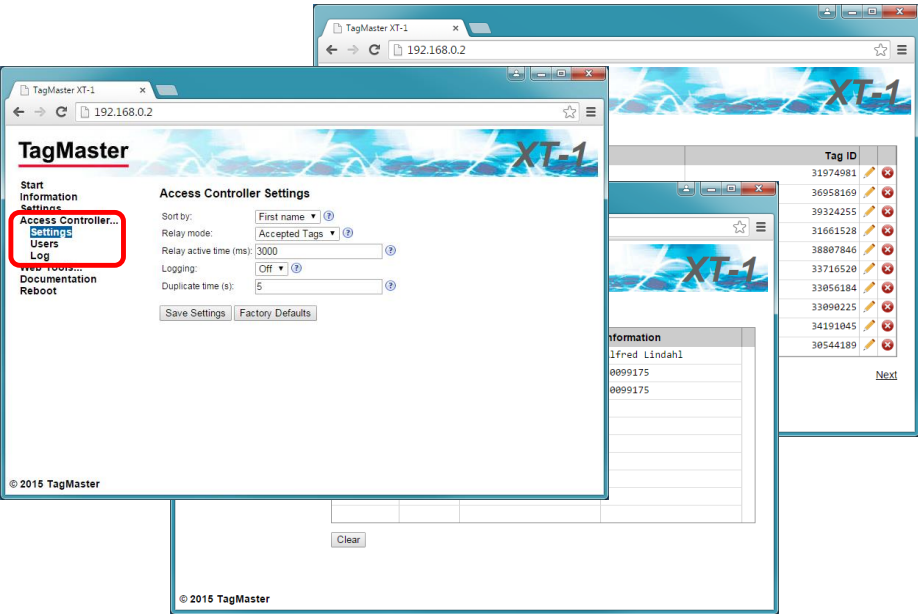 TagMaster XT-1
192.168.0.2
XT-1
Tag ID
31974981
36958169
39324255
31661528
38807846
33716520
33056184
33090225
34191045
30544189
Next
TagMaster XT-1
192.168.0.2
TagMaster
XT-1
Start
Information
Settings
Access Controller...
Settings
Users
Log
Web Tools...
Documentation
Reboot
Access Controller Settings
Sort by: First name
Relay mode: Accepted Tags
Relay active time (ms): 3000
Logging: Off
Duplicate time (s): 5
Save Settings Factory Defaults
© 2015 TagMaster
XT-1
nformation
lfred Lindahl
0099175
0099175
Clear
© 2015 TagMaster